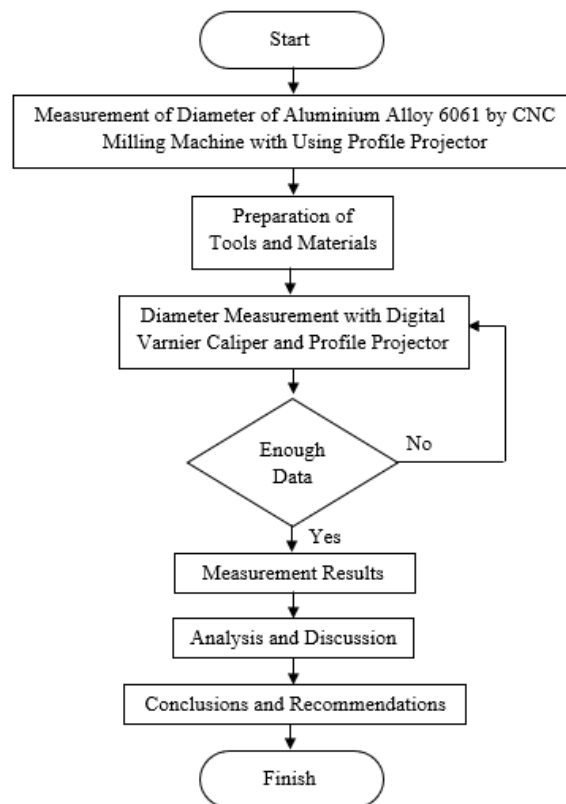 Start
Measurement of Diameter of Aluminium Alloy 6061 by CNC
Milling Machine with Using Profile Projector
Preparation of
Tools and Materials
Diameter Measurement with Digital
Varnier Caliper and Profile Projector
Enough
Data
No
Yes
Measurement Results
Analysis and Discussion
Conclusions and Recommendations
Finish